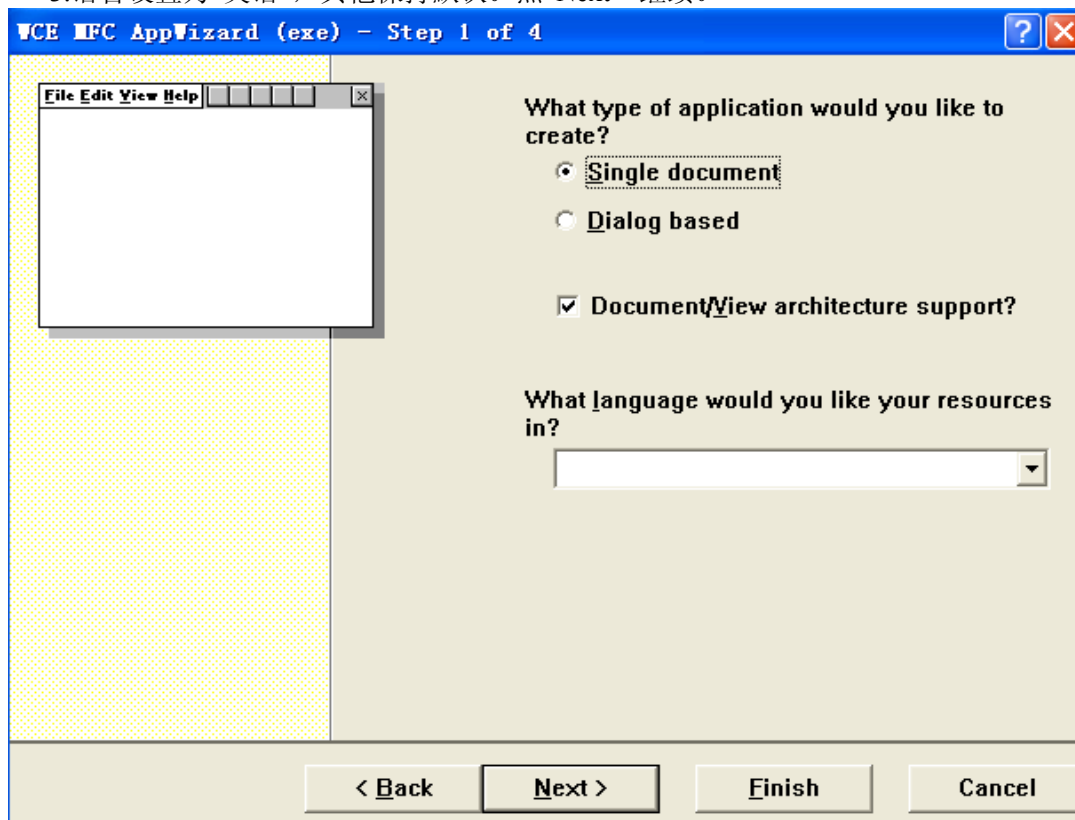 WCE MFC AppWizard (exe) - Step 1 of 4
File Edit View Help
What type of application would you like to
create?
Single document
Dialog based
Document/View architecture support?
What language would you like your resources
in?
< Back
Next >
Finish
Cancel